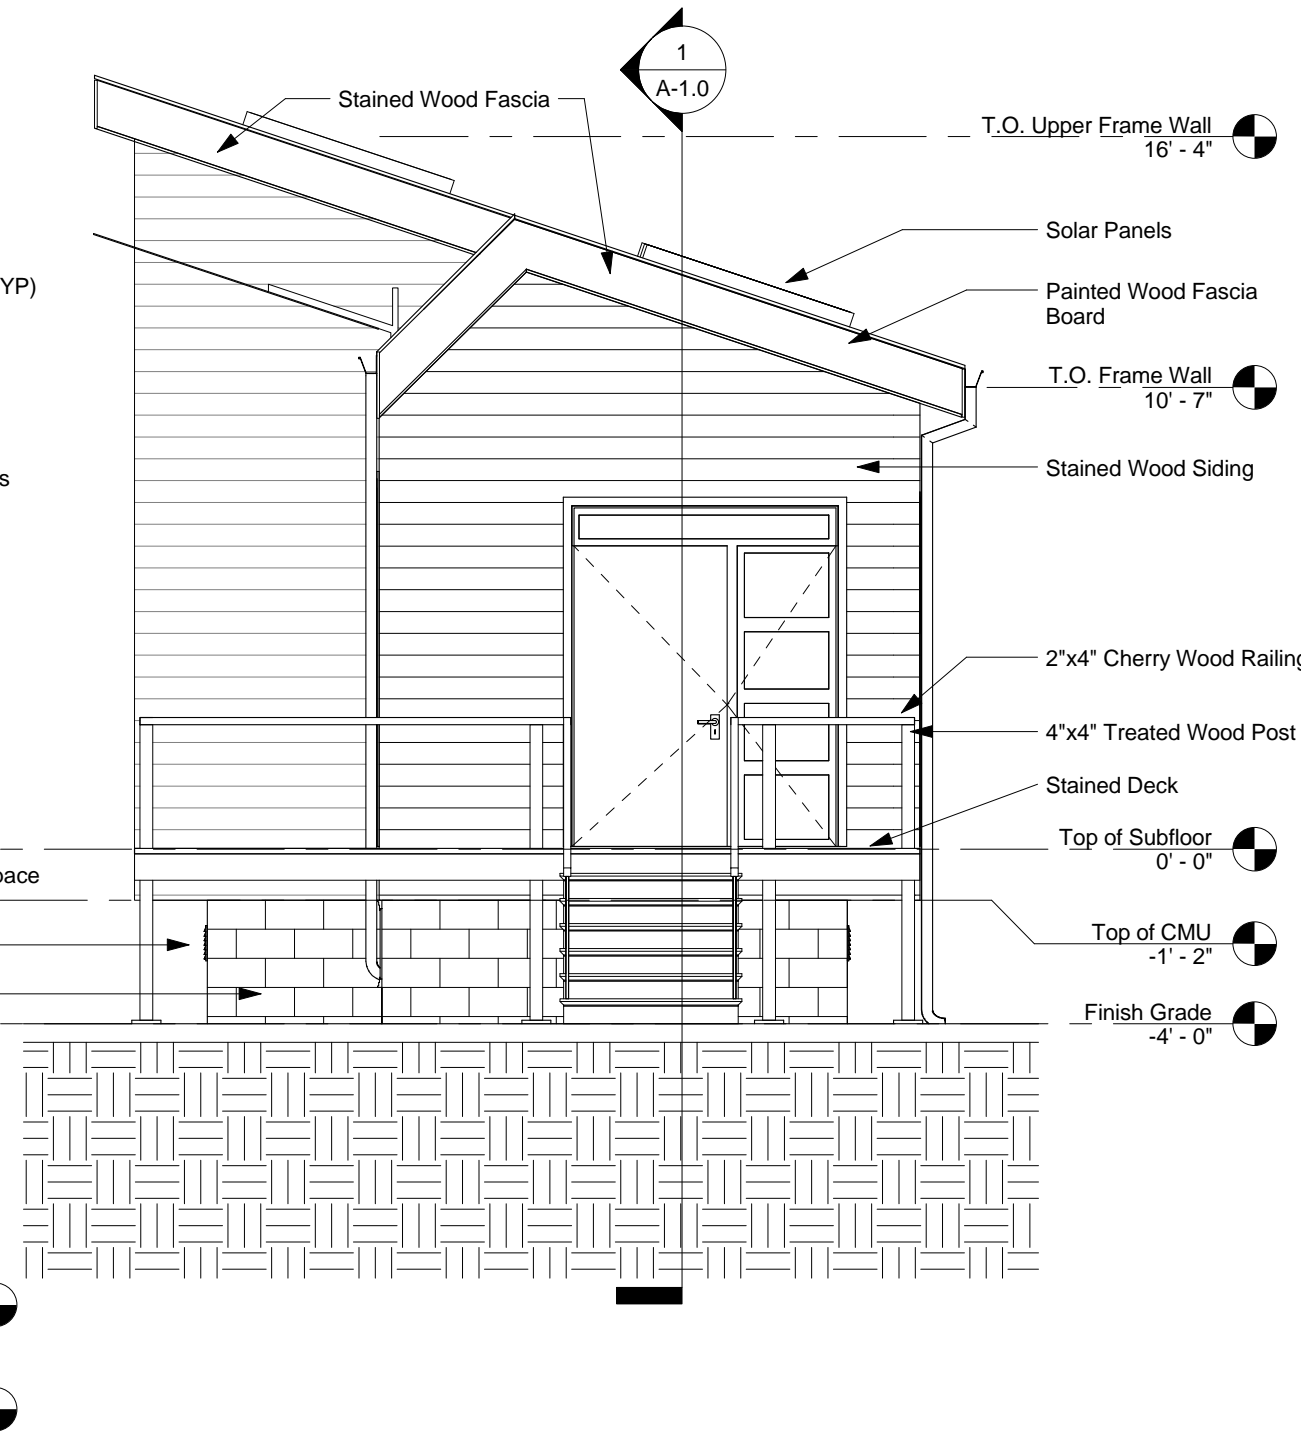 1
A-1.0
Stained Wood Fascia
T.O. Upper Frame Wall
16' - 4"
Solar Panels
YP)
Painted Wood Fascia
Board
T.O. Frame Wall
10' - 7"
Stained Wood Siding
s
2"x4" Cherry Wood Railing
4"x4" Treated Wood Post
Stained Deck
Top of Subfloor
0' - 0"
pace
Top of CMU
-1' - 2"
Finish Grade
-4' - 0"